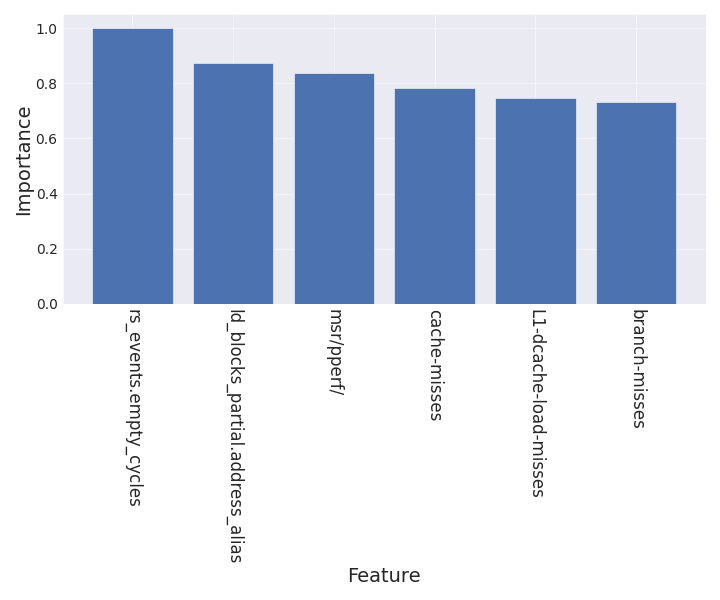 Importance
1.0
0.8
0.6
0.4
0.2
0.0
rs_events.empty_cycles
ld_blocks_partial.address_alias
msr/pperf/
cache-misses
L1-dcache-load-misses
branch-misses
Feature